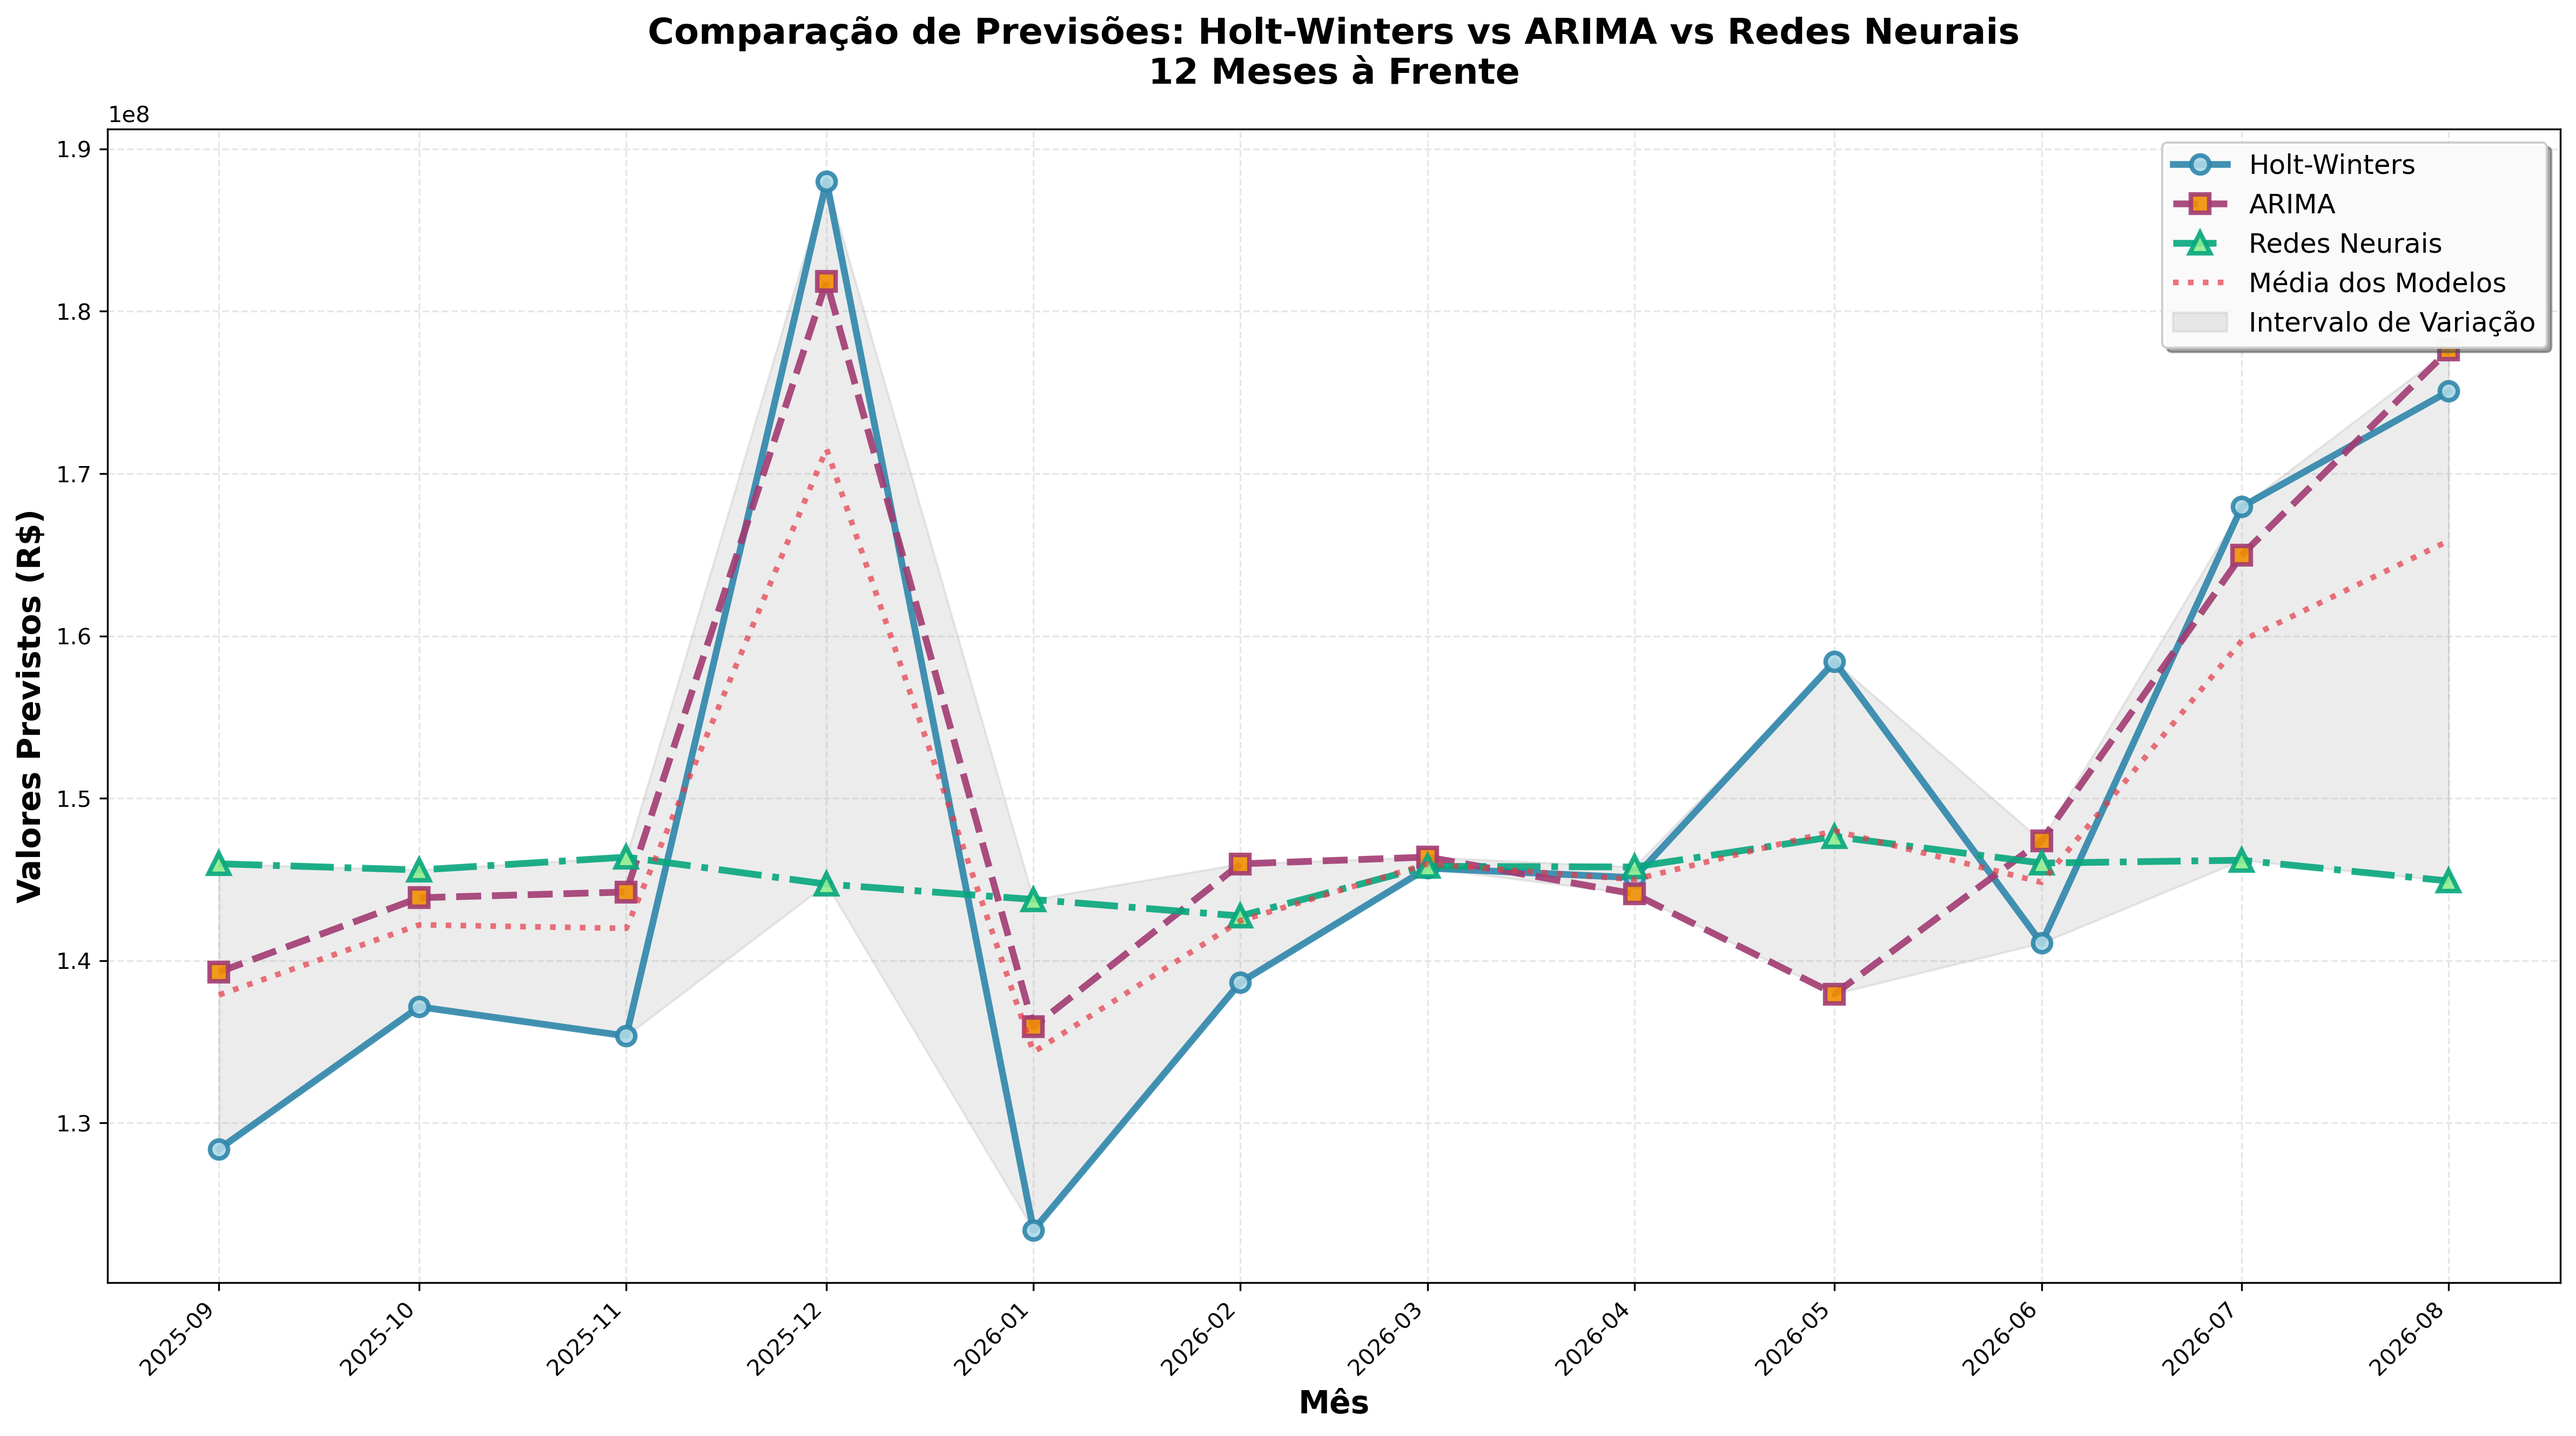 Comparação de Previsões: Holt-Winters vs ARIMA vs Redes Neurais
12 Meses à Frente
1e8
1.9
1.8
1.7
1.6
1.5
1.4
1.3
Valores Previstos (R$)
Holt-Winters
ARIMA
Redes Neurais
Média dos Modelos
Intervalo de Variação
2025-09
2025-10
2025-11
2025-12
2026-01
2026-02
2026-03
2026-04
2026-05
2026-06
2026-07
2026-08
Mês